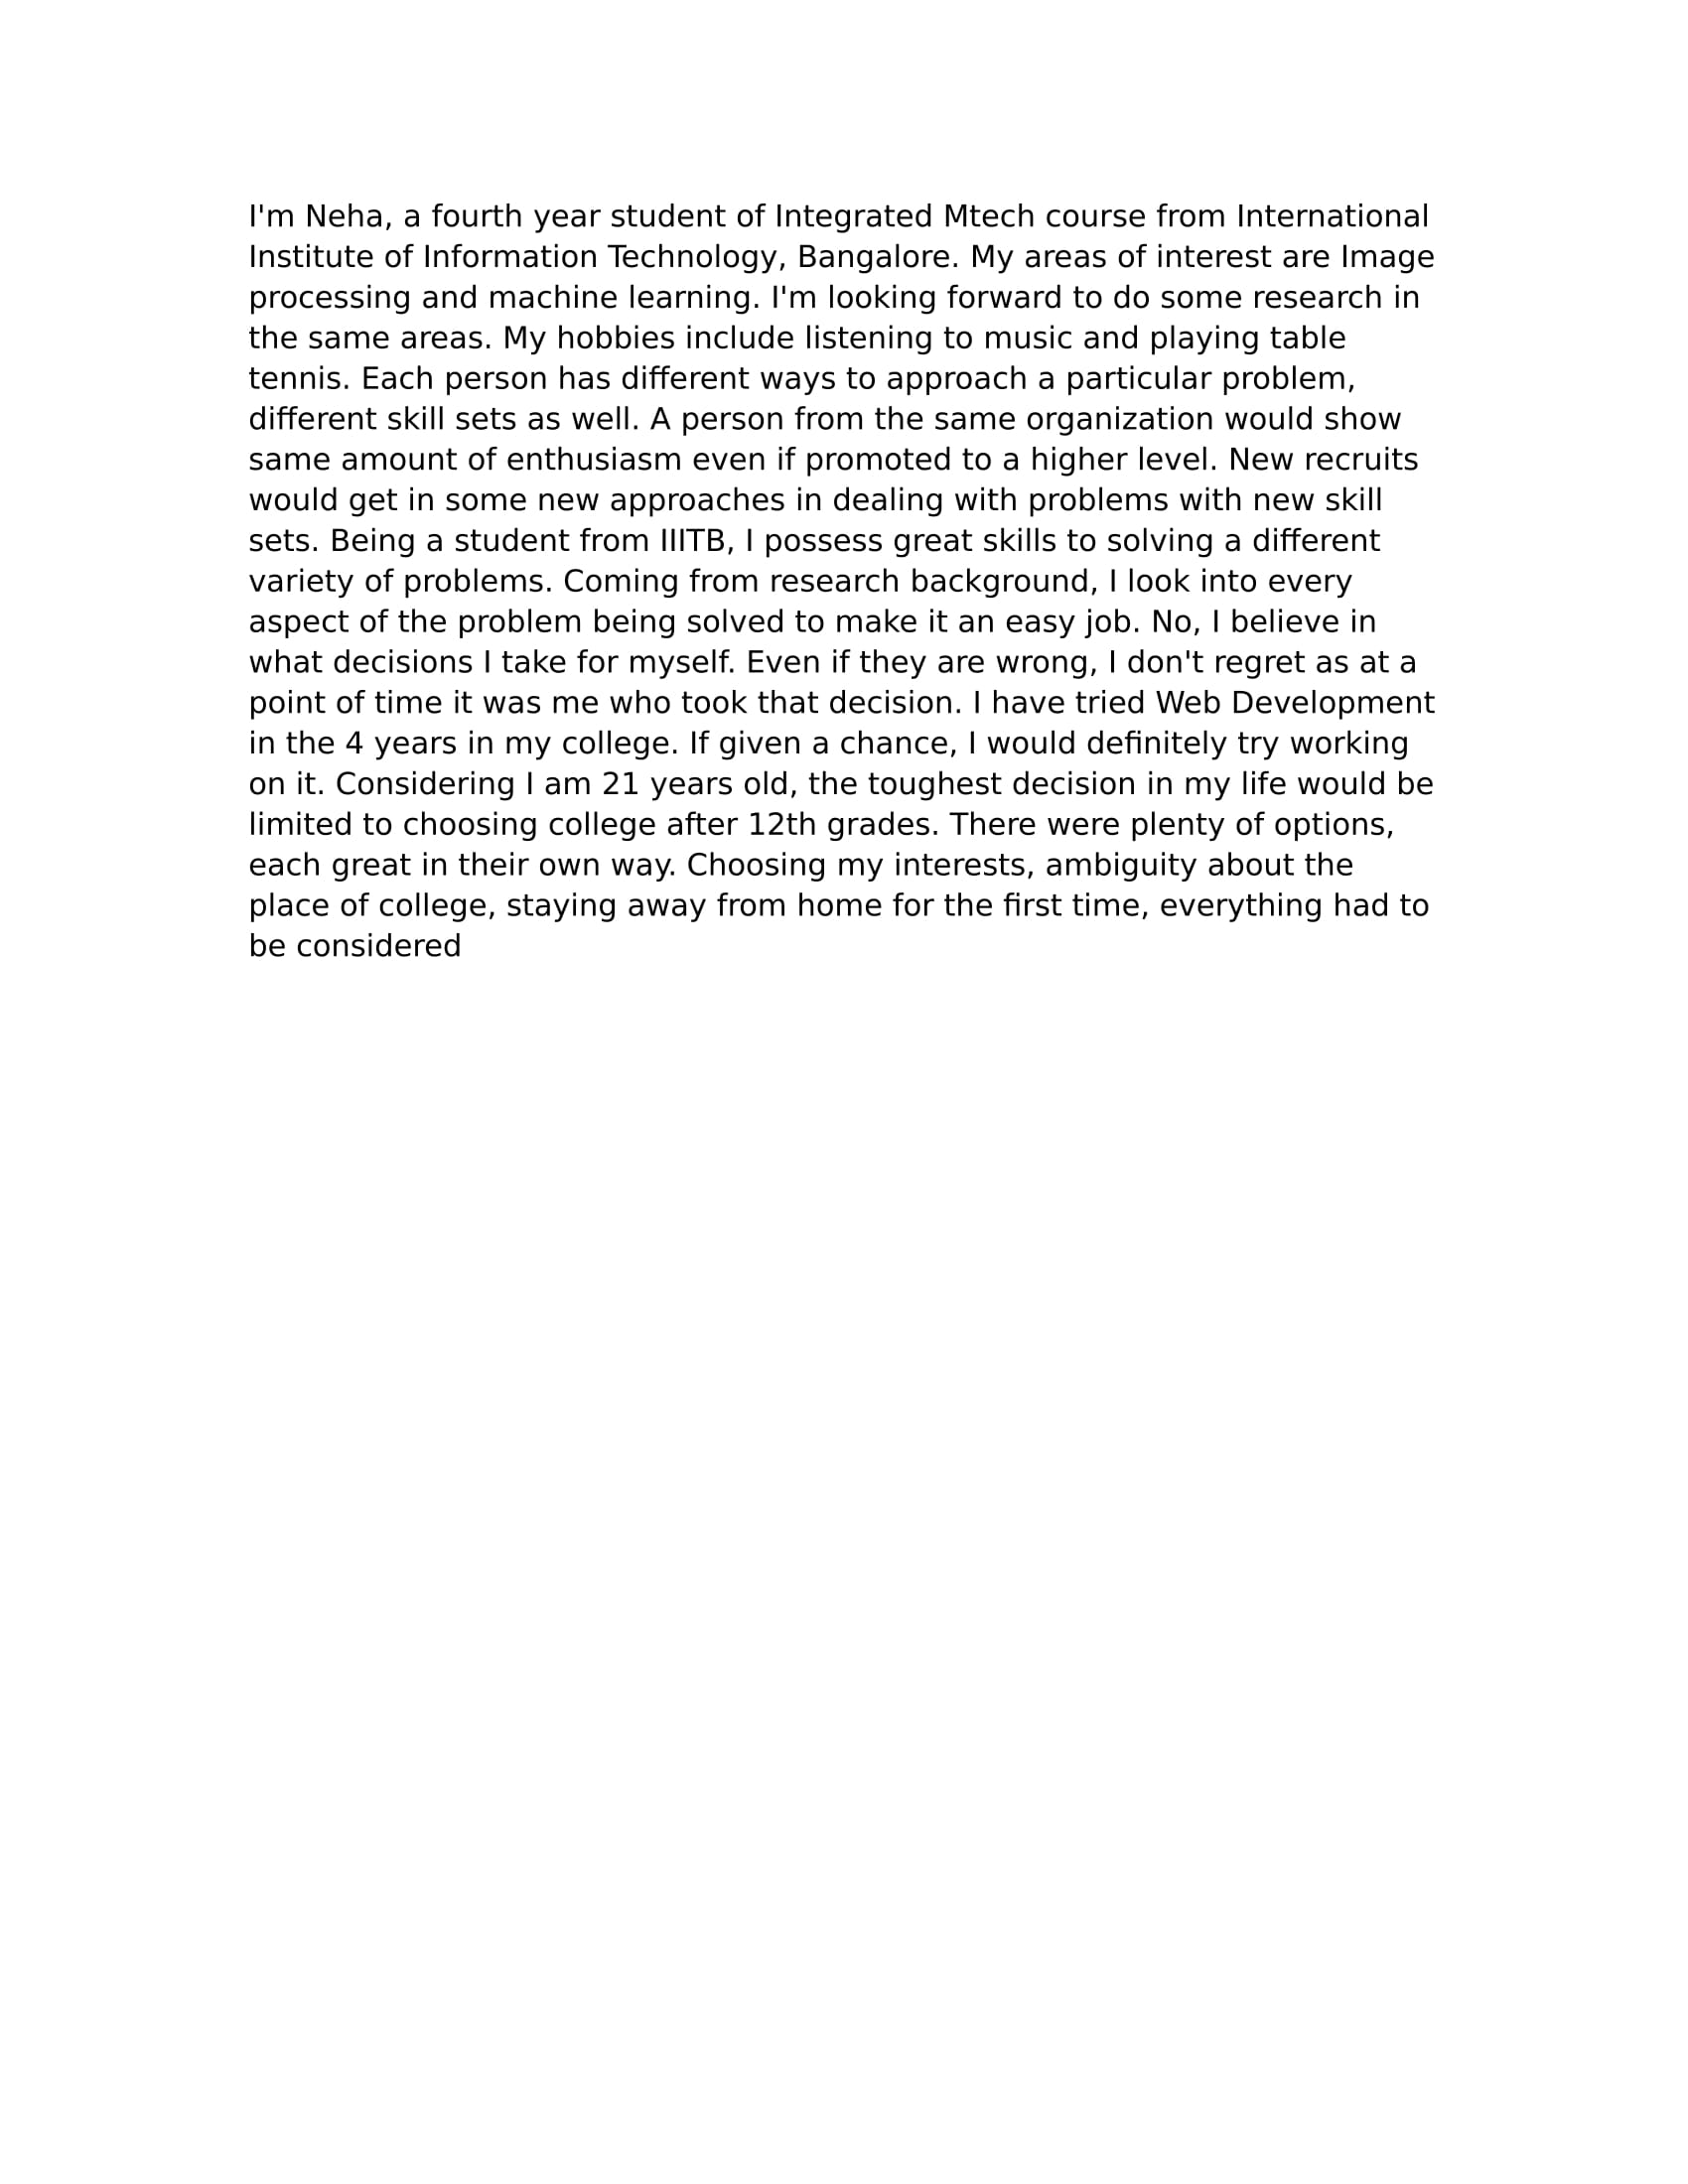 I'm Neha, a fourth year student of Integrated Mtech course from International
Institute of Information Technology, Bangalore. My areas of interest are Image
processing and machine learning. I'm looking forward to do some research in
the same areas. My hobbies include listening to music and playing table
tennis. Each person has different ways to approach a particular problem,
different skill sets as well. A person from the same organization would show
same amount of enthusiasm even if promoted to a higher level. New recruits
would get in some new approaches in dealing with problems with new skill
sets. Being a student from IIITB, I possess great skills to solving a different
variety of problems. Coming from research background, I look into every
aspect of the problem being solved to make it an easy job. No, I believe in
what decisions I take for myself. Even if they are wrong, I don't regret as at a
point of time it was me who took that decision. I have tried Web Development
in the 4 years in my college. If given a chance, I would definitely try working
on it. Considering I am 21 years old, the toughest decision in my life would be
limited to choosing college after 12th grades. There were plenty of options,
each great in their own way. Choosing my interests, ambiguity about the
place of college, staying away from home for the first time, everything had to
be considered